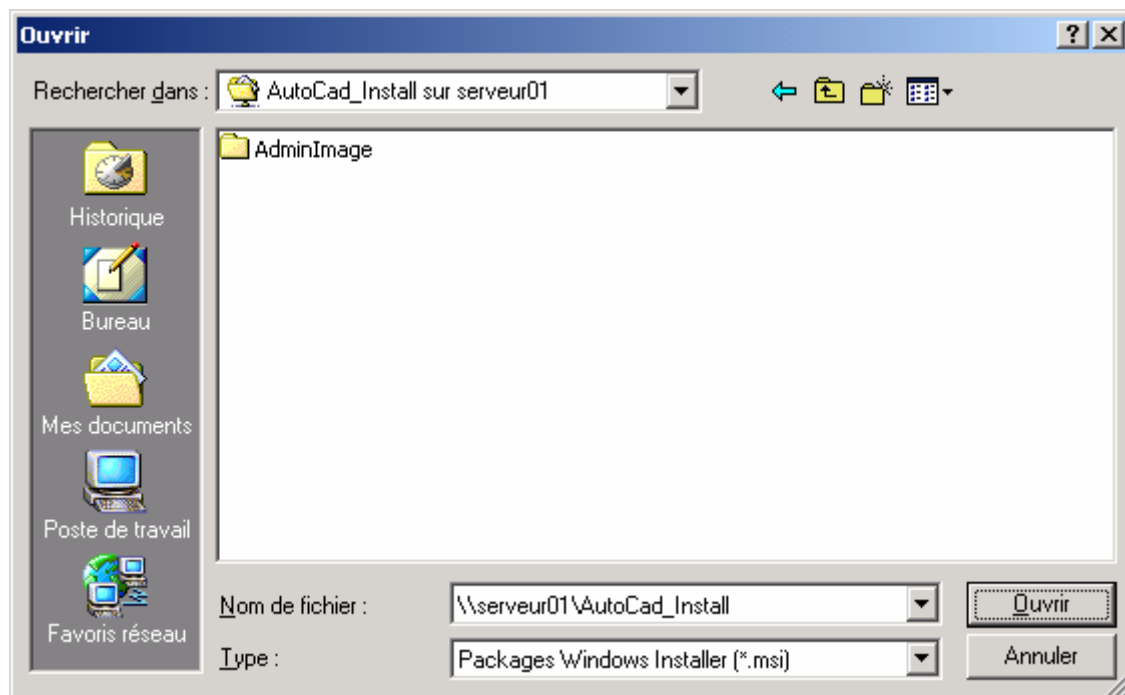 Ouvrir
Rechercher dans : AutoCad_Install sur serveur01
AdminImage
Historique
Bureau
Mes documents
Poste de travail
Favoris réseau
Nom de fichier : \\serveur01\AutoCad_Install Ouvrir
Type : Packages Windows Installer (*.msi) Annuler